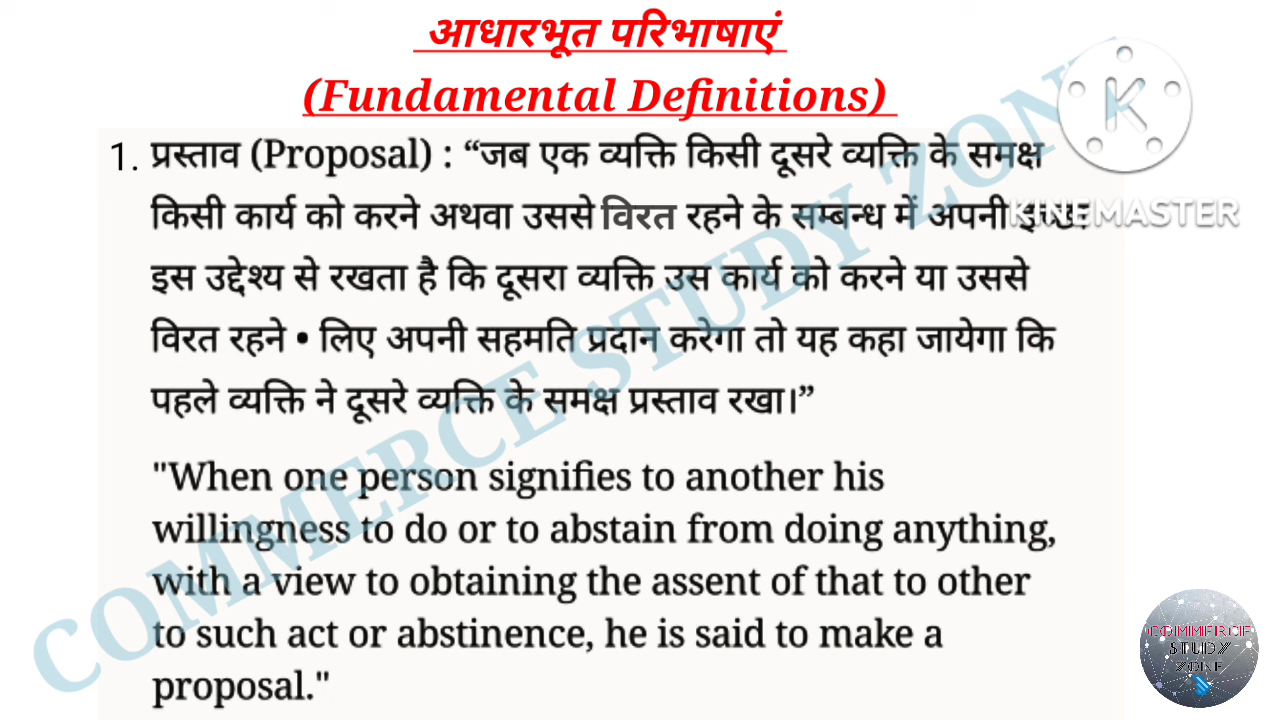 आधारभूत परिभाषाएं
(Fundamental Definitions)
1. प्रस्ताव (Proposal) : “जब एक व्यक्ति किसी दूसरे व्यक्ति के समक्ष
किसी कार्य को करने अथवा उससे विरत रहने के सम्बन्ध में अपनी इच्छा
इस उद्देश्य से रखता है कि दूसरा व्यक्ति उस कार्य को करने या उससे
विरत रहने • लिए अपनी सहमति प्रदान करेगा तो यह कहा जायेगा कि
पहले व्यक्ति ने दूसरे व्यक्ति के समक्ष प्रस्ताव रखा।”
"When one person signifies to another his
willingness to do or to abstain from doing anything,
with a view to obtaining the assent of that to other
to such act or abstinence, he is said to make a
proposal."
COMMERCE STUDY ZONE
K
KINEMASTER
COMMERCE
STUDY
ZONE